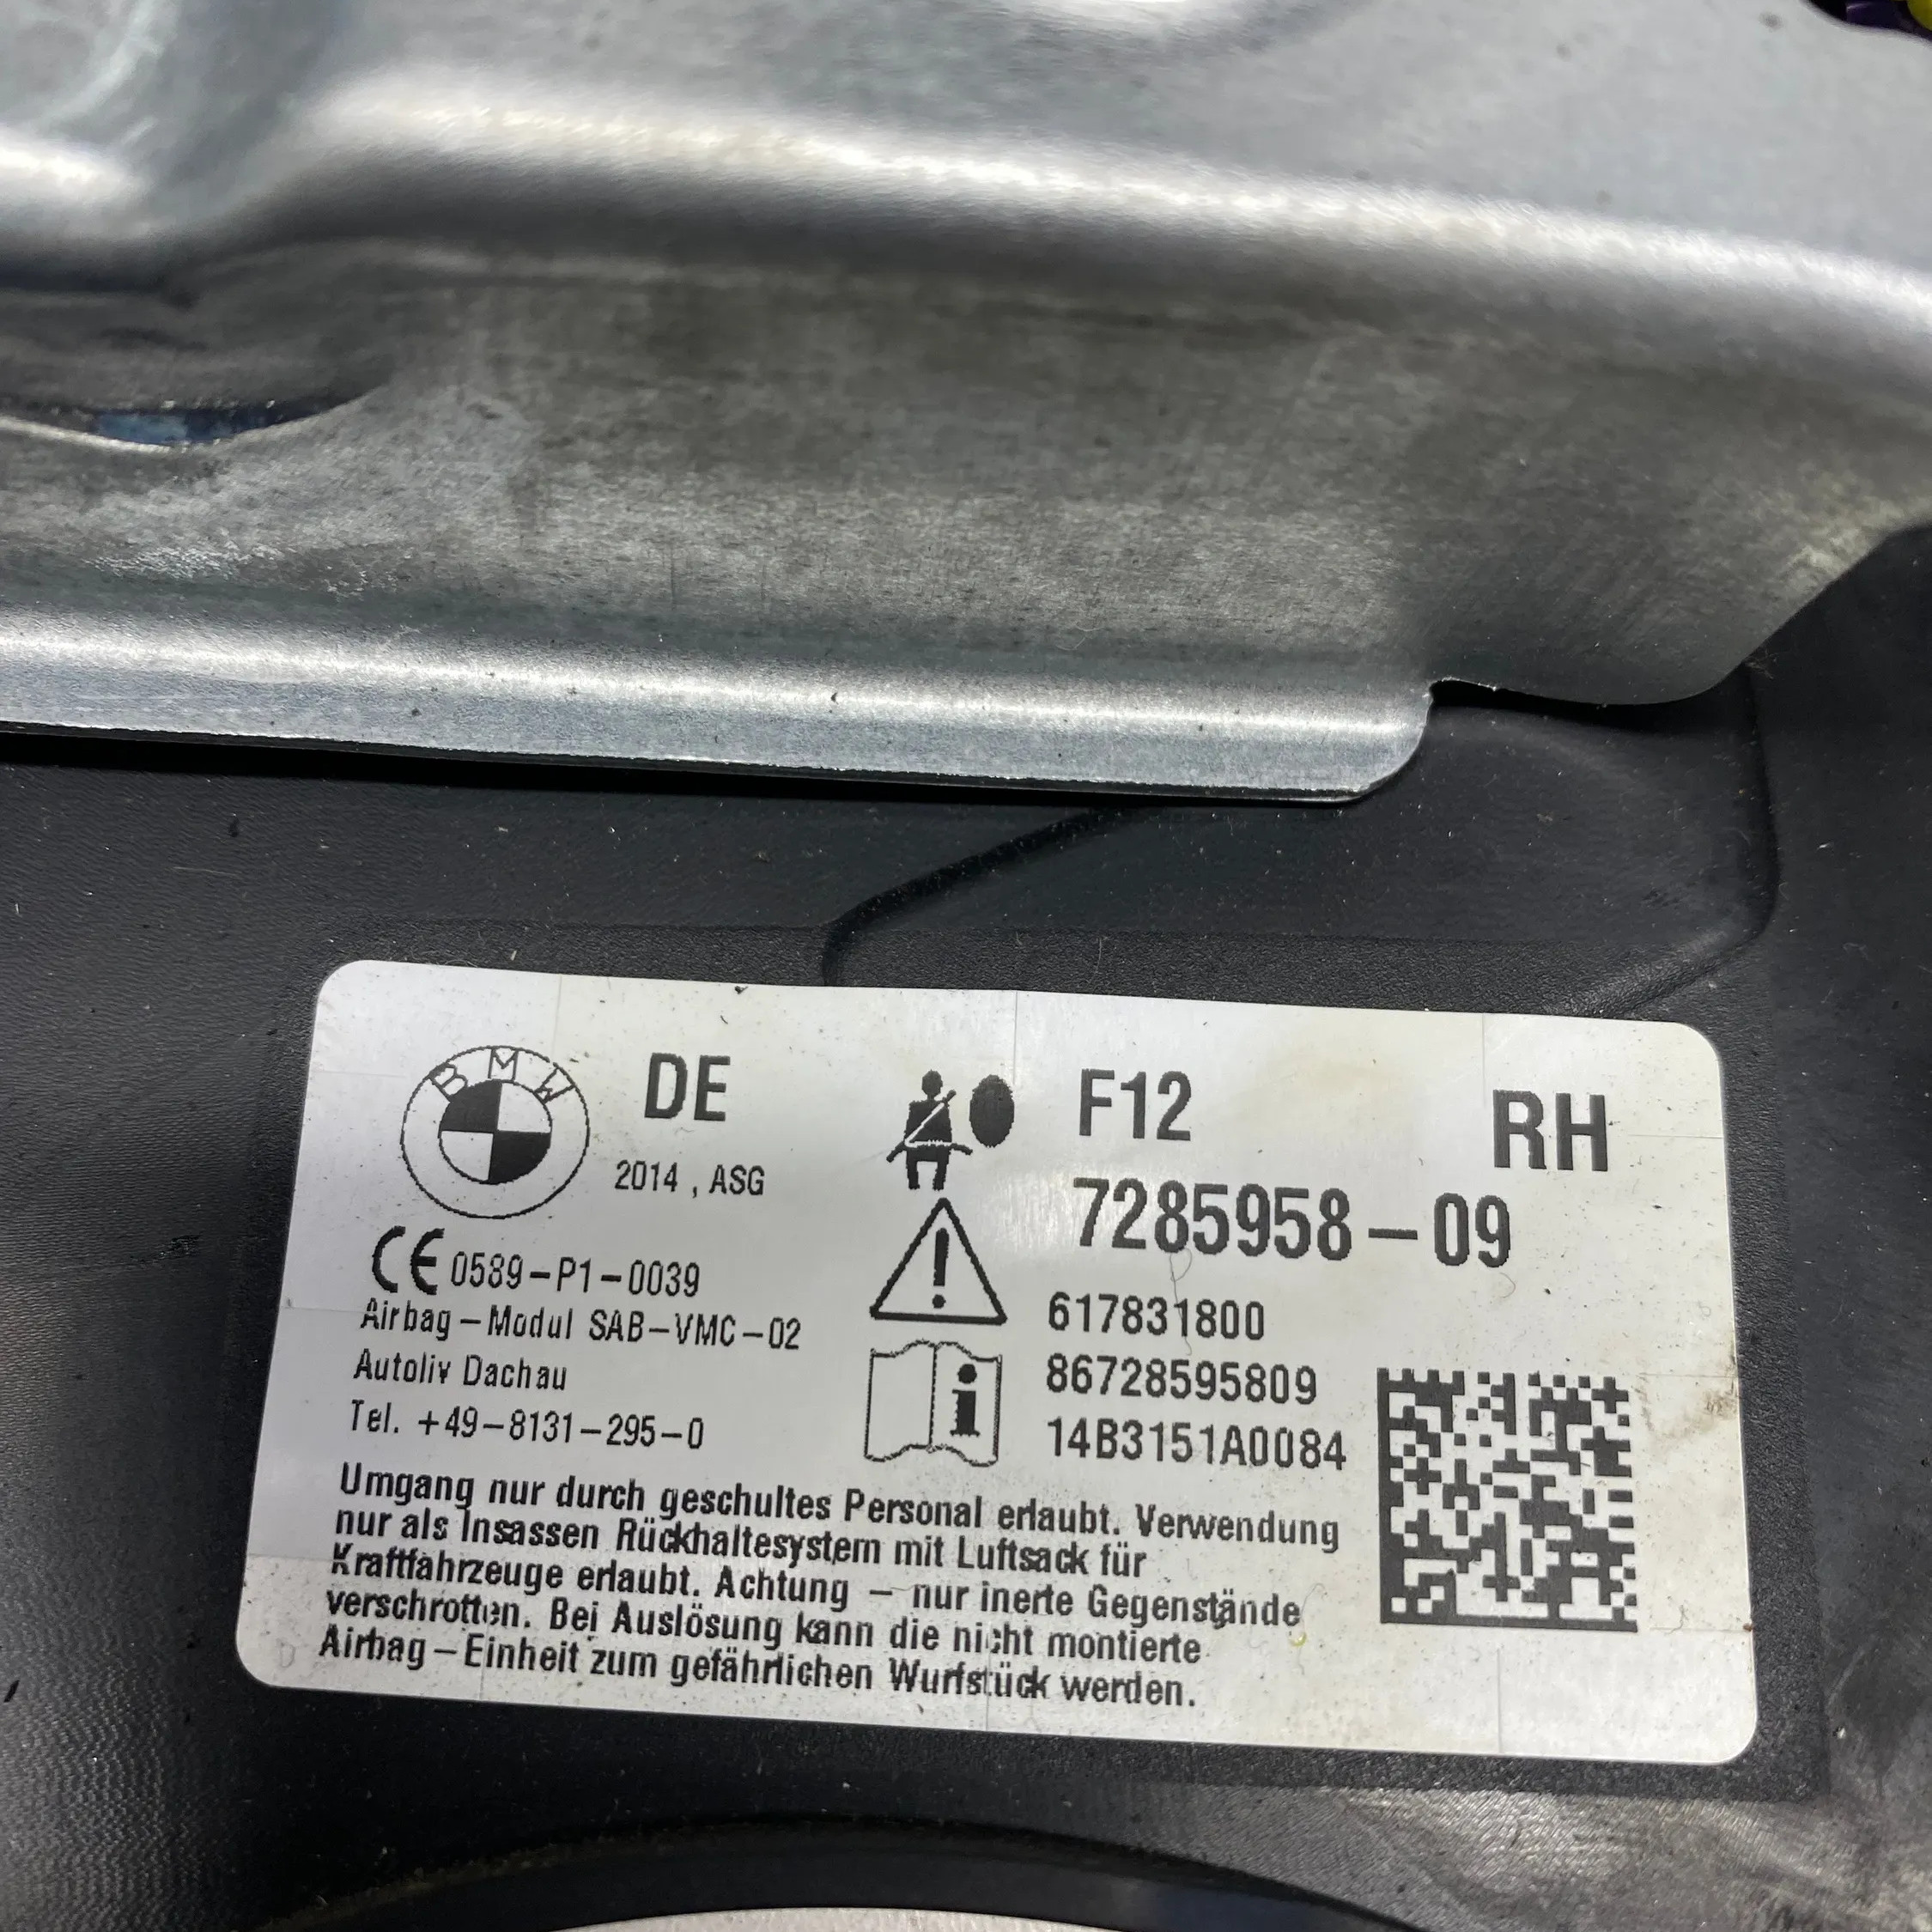 BMW
DE
2014 , ASG
CE 0589-P1-0039
Airbag-Modul SAB-VMC-02
Autoliv Dachau
Tel. +49-8131-295-0
F12
RH
7285958-09
617831800
86728595809
14B3151A0084
Umgang nur durch geschultes Personal erlaubt. Verwendung
nur als Insassen Rückhaltesystem mit Luftsack für
Kraftfahrzeuge erlaubt. Achtung - nur inerte Gegenstände
verschrotten. Bei Auslösung kann die nicht montierte
Airbag-Einheit zum gefährlichen Wurfstück werden.